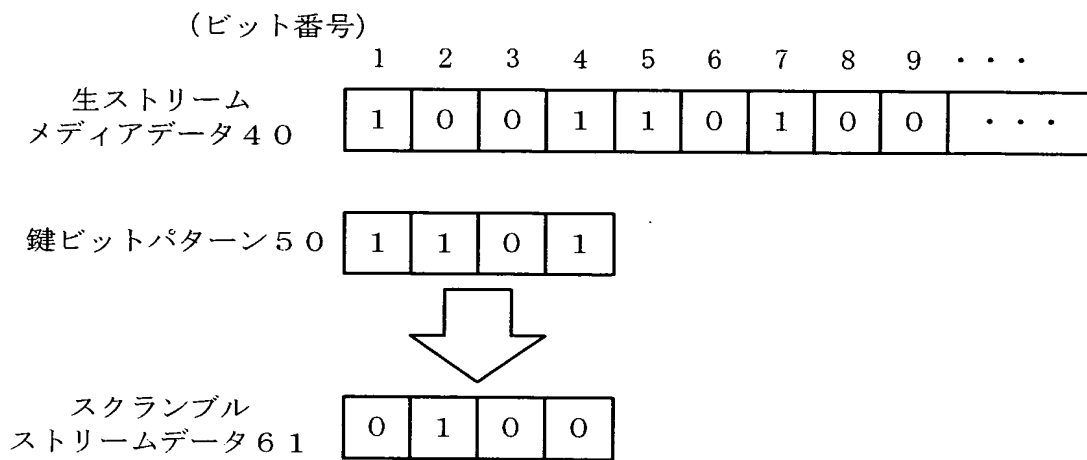 (ビット番号)
1 2 3 4 5 6 7 8 9 ・・・
生ストリーム
メディアデータ40
1 0 0 1 1 0 1 0 0 ・・・
鍵ビットパターン50
1 1 0 1
スクランブル
ストリームデータ61
0 1 0 0